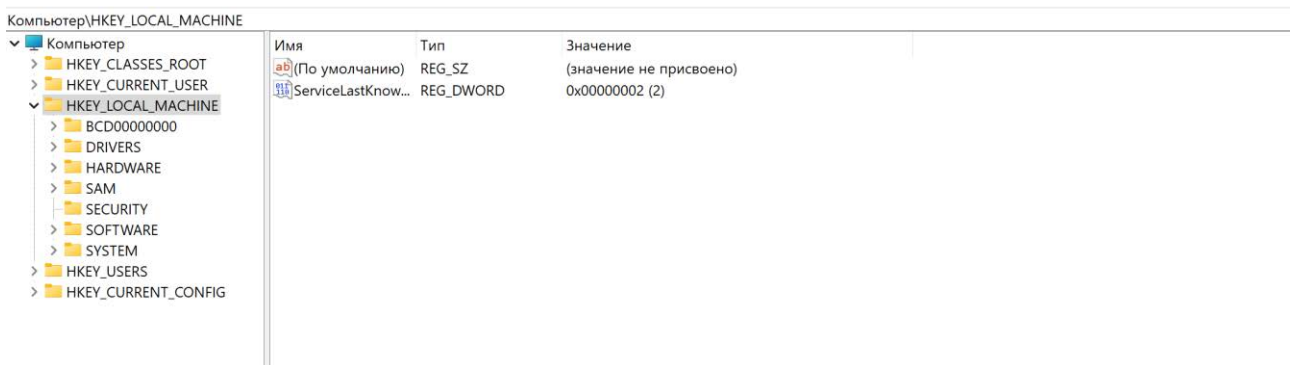 Компьютер\HKEY_LOCAL_MACHINE
Компьютер
HKEY_CLASSES_ROOT
HKEY_CURRENT_USER
HKEY_LOCAL_MACHINE
BCD00000000
DRIVERS
HARDWARE
SAM
SECURITY
SOFTWARE
SYSTEM
HKEY_USERS
HKEY_CURRENT_CONFIG
Имя Тип Значение
(По умолчанию) REG_SZ (значение не присвоено)
ServiceLastKnow... REG_DWORD 0x00000002 (2)